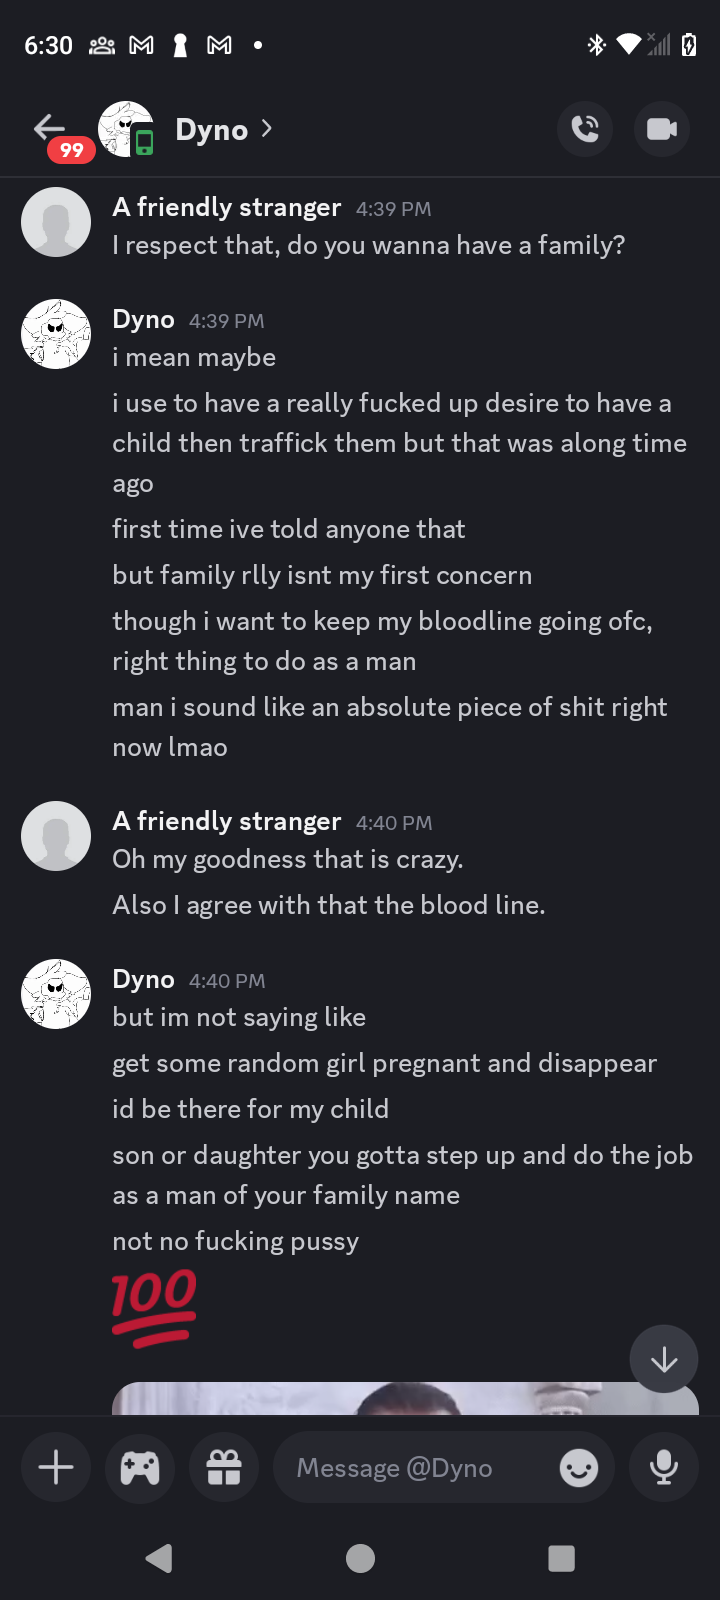 6:30
99
Dyno
A friendly stranger 4:39 PM
I respect that, do you wanna have a family?
Dyno 4:39 PM
i mean maybe
i use to have a really fucked up desire to have a
child then traffick them but that was along time
ago
first time ive told anyone that
but family rlly isnt my first concern
though i want to keep my bloodline going ofc,
right thing to do as a man
man i sound like an absolute piece of shit right
now lmao
A friendly stranger 4:40 PM
Oh my goodness that is crazy.
Also I agree with that the blood line.
Dyno 4:40 PM
but im not saying like
get some random girl pregnant and disappear
id be there for my child
son or daughter you gotta step up and do the job
as a man of your family name
not no fucking pussy
100
Message @Dyno